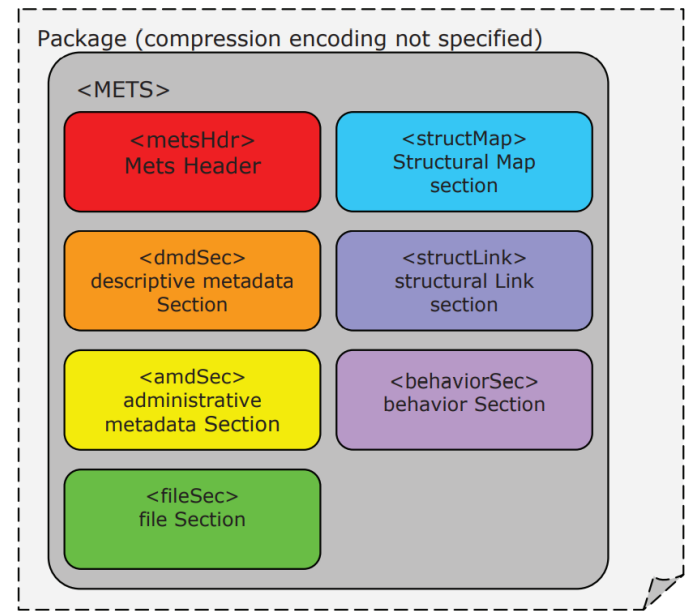 Package (compression encoding not specified)
<METS>
<metsHdr>
Mets Header
<dmdSec>
descriptive metadata
Section
<amdSec>
administrative
metadata Section
<fileSec>
file Section
<structMap>
Structural Map
section
<structLink>
structural Link
section
<behaviorSec>
behavior Section